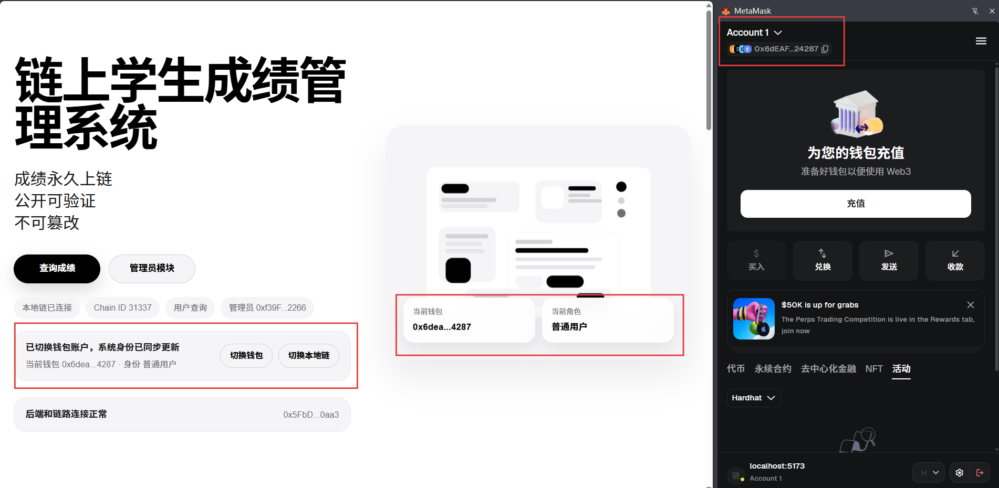 链上学生成绩管
理系统
成绩永久上链
公开可验证
不可篡改
查询成绩
管理员模块
本地链已连接
Chain ID 31337
用户查询
管理员 0xf39F...2266
已切换钱包账户，系统身份已同步更新
当前钱包 0x6dea...4287 · 身份 普通用户
切换钱包
切换本地链
后端和链路连接正常
0x5FbD...0aa3
当前钱包
0x6dea...4287
当前角色
普通用户
MetaMask
Account 1
0x6dEAF...24287
为您的钱包充值
准备好钱包以便使用 Web3
充值
买入
兑换
发送
收款
$50K is up for grabs
The Perps Trading Competition is live in the Rewards tab,
join now
代币
永续合约
去中心化金融
NFT
活动
Hardhat
链
localhost:5173
Account 1
H